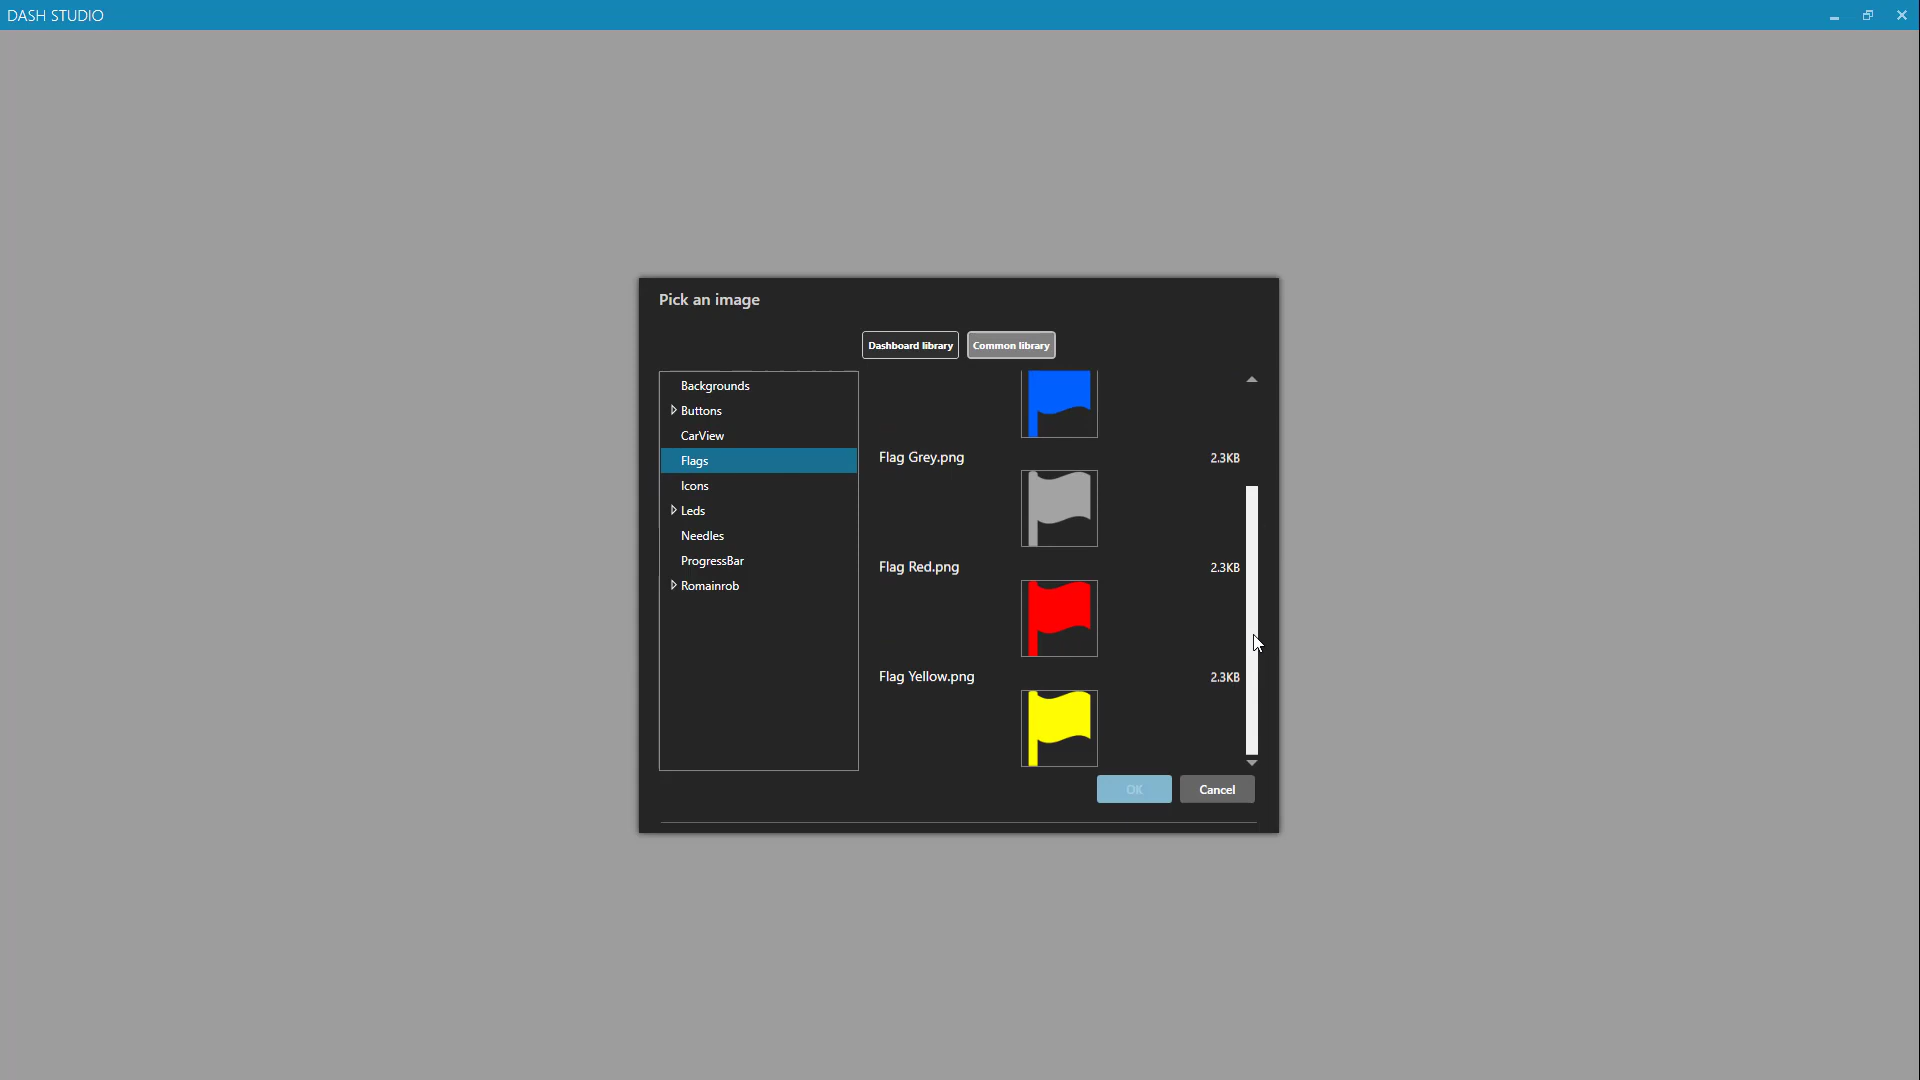 DASH STUDIO
Pick an image
Dashboard library
Common library
Backgrounds
Buttons
CarView
Flags
Icons
Leds
Needles
ProgressBar
Romainrob
Flag Grey.png 2.3KB
Flag Red.png 2.3KB
Flag Yellow.png 2.3KB
OK
Cancel